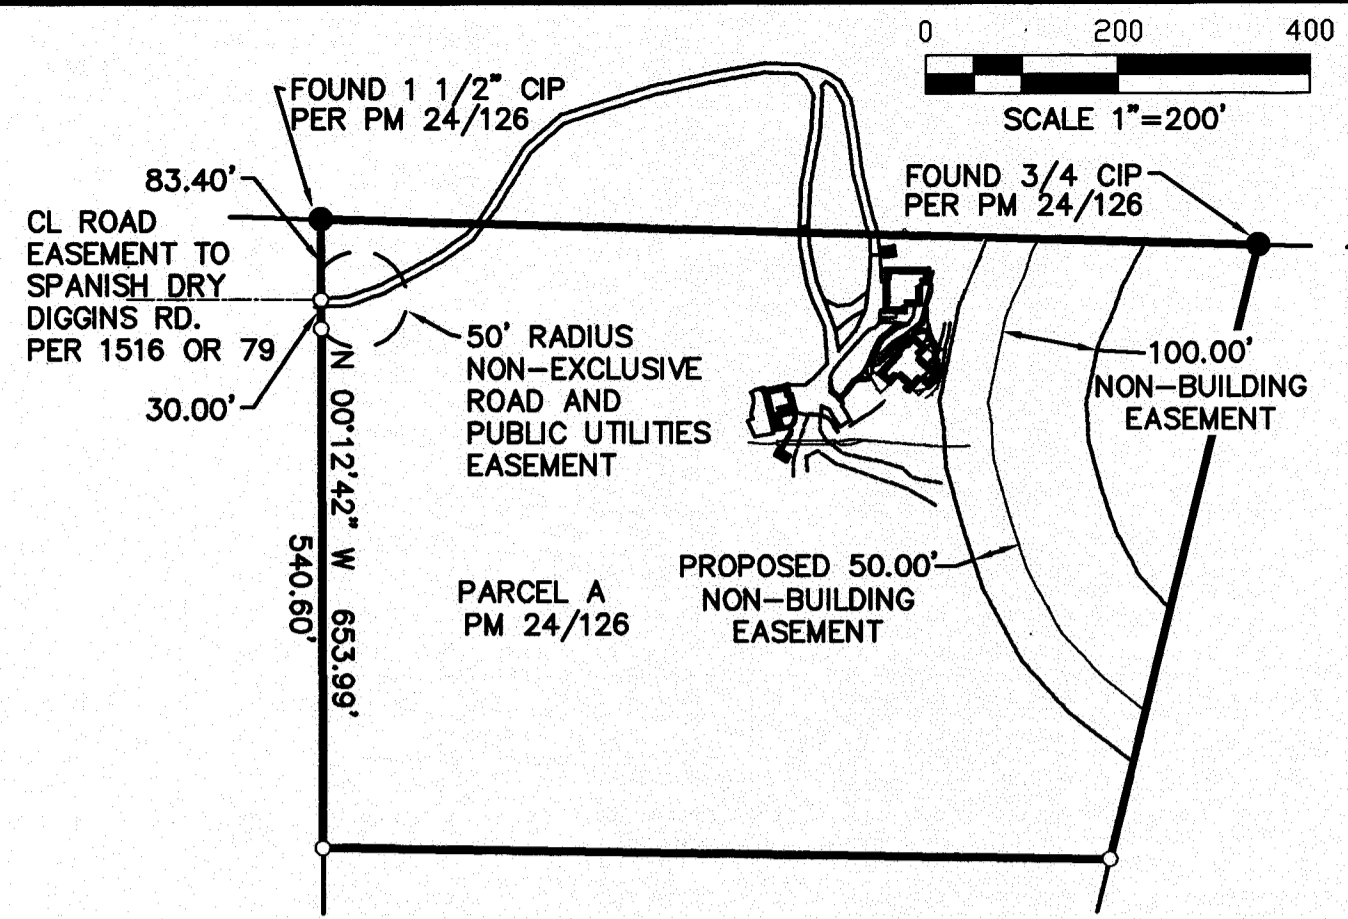 0 200 400
SCALE 1"=200'
FOUND 1 1/2" CIP
PER PM 24/126
83.40'
CL ROAD
EASEMENT TO
SPANISH DRY
DIGGINS RD.
PER 1516 OR 79
30.00'
FOUND 3/4 CIP
PER PM 24/126
50' RADIUS
NON-EXCLUSIVE
ROAD AND
PUBLIC UTILITIES
EASEMENT
100.00'
NON-BUILDING
EASEMENT
N 00°12'42" W 653.99'
540.60'
PARCEL A
PM 24/126
PROPOSED 50.00'
NON-BUILDING
EASEMENT